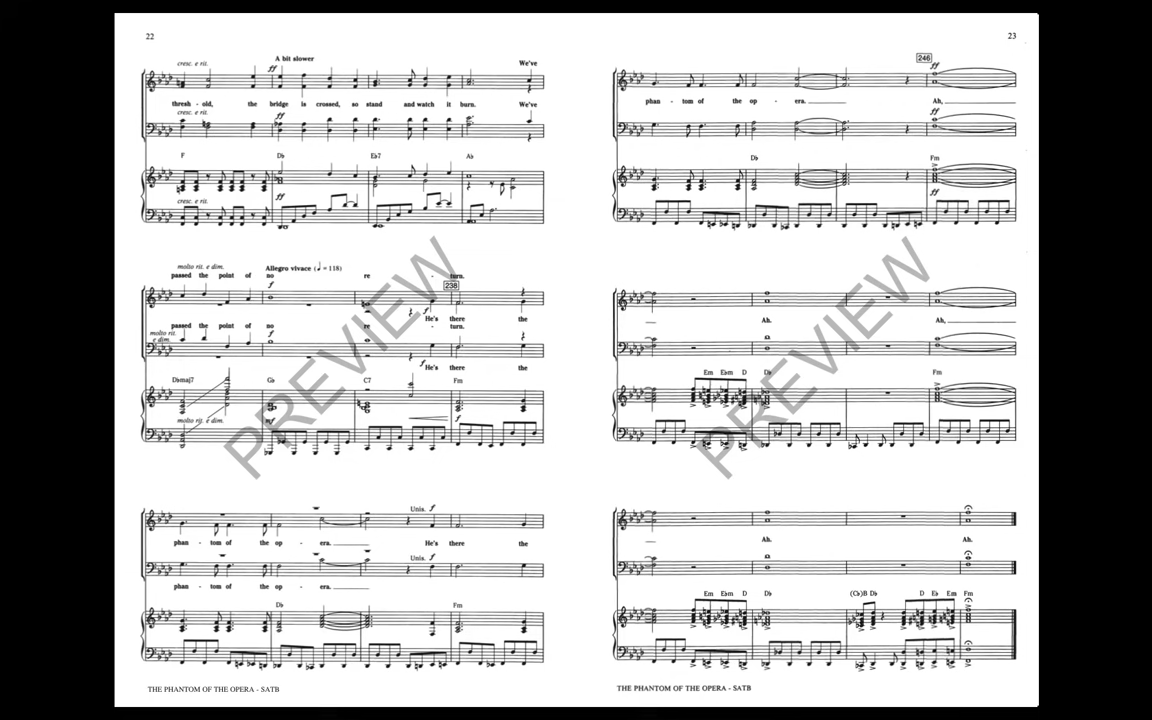 22
cresc. e rit.
A bit slower
ff
We've
thresh - old, the bridge is crossed, so stand and watch it burn. We've
cresc. e rit.
ff
F Db Eb7 Ab
cresc. e rit.
ff
molto rit. e dim.
passed the point of no re - turn.
Allegro vivace (♩ = 118)
f
238
f
He's there the
passed the point of no re - turn.
molto rit. e dim.
f
f
He's there the
Dbmaj7 Gb C7 Fm
molto rit. e dim.
mf
f
Unis. f
phan - tom of the op - era. He's there the
Unis. f
phan - tom of the op - era.
Db Fm
THE PHANTOM OF THE OPERA - SATB
23
246
ff
phan - tom of the op - era. Ah,
ff
Db Fm
ff
Ah. Ah,
Em Ebm D Db Fm
Ah. Ah.
Em Ebm D Db (Cb)B Db D Eb Em Fm
THE PHANTOM OF THE OPERA - SATB
PREVIEW
PREVIEW